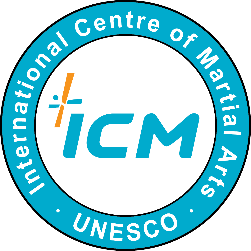 International Centre of Martial Arts
ICM
· UNESCO ·